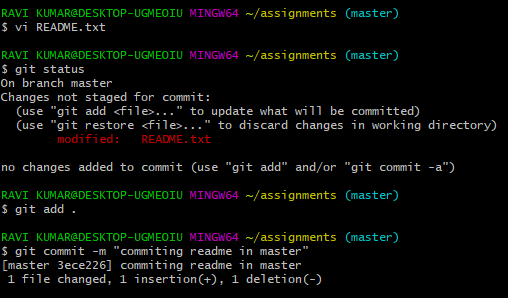 RAVI KUMAR@DESKTOP-UGMEOIU MINGW64 ~/assignments (master)
$ vi README.txt
RAVI KUMAR@DESKTOP-UGMEOIU MINGW64 ~/assignments (master)
$ git status
On branch master
Changes not staged for commit:
  (use "git add <file>..." to update what will be committed)
  (use "git restore <file>..." to discard changes in working directory)
        modified:   README.txt
no changes added to commit (use "git add" and/or "git commit -a")
RAVI KUMAR@DESKTOP-UGMEOIU MINGW64 ~/assignments (master)
$ git add .
RAVI KUMAR@DESKTOP-UGMEOIU MINGW64 ~/assignments (master)
$ git commit -m "commiting readme in master"
[master 3ece226] commiting readme in master
 1 file changed, 1 insertion(+), 1 deletion(-)